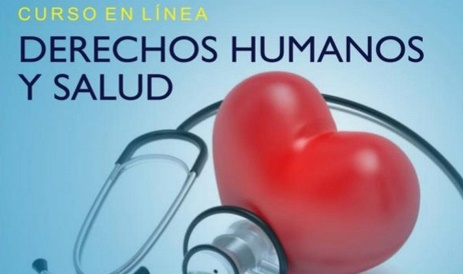 CURSO EN LÍNEA
DERECHOS HUMANOS
Y SALUD